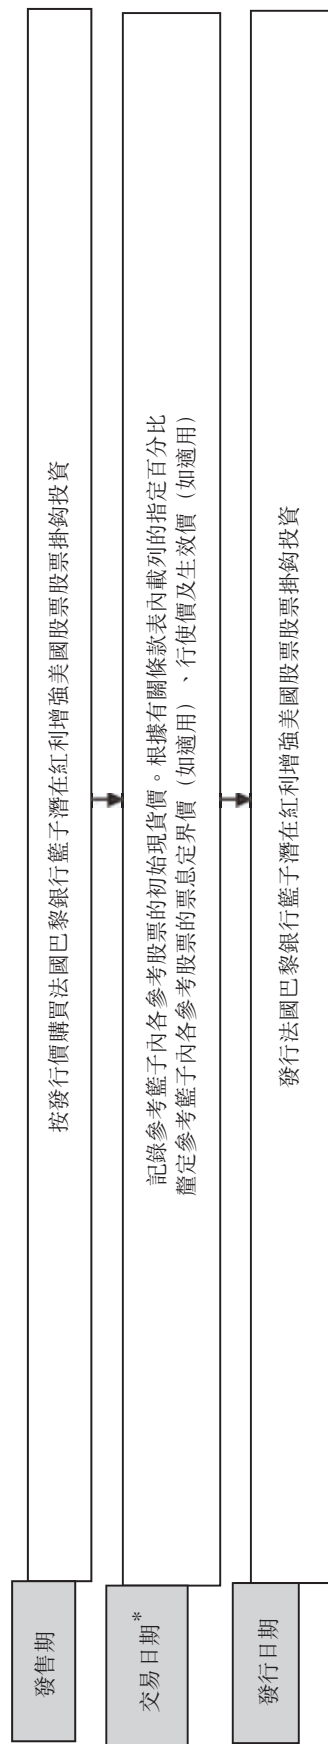 發售期
按發行價購買法國巴黎銀行籃子潛在紅利增強美國股票股票掛鈎投資
交易日期*
記錄參考籃子內各參考股票的初始現貨價。根據有關條款表內載列的指定百分比
釐定參考籃子內各參考股票的票息定界價（如適用）、行使價及生效價（如適用）
發行日期
發行法國巴黎銀行籃子潛在紅利增強美國股票股票掛鈎投資